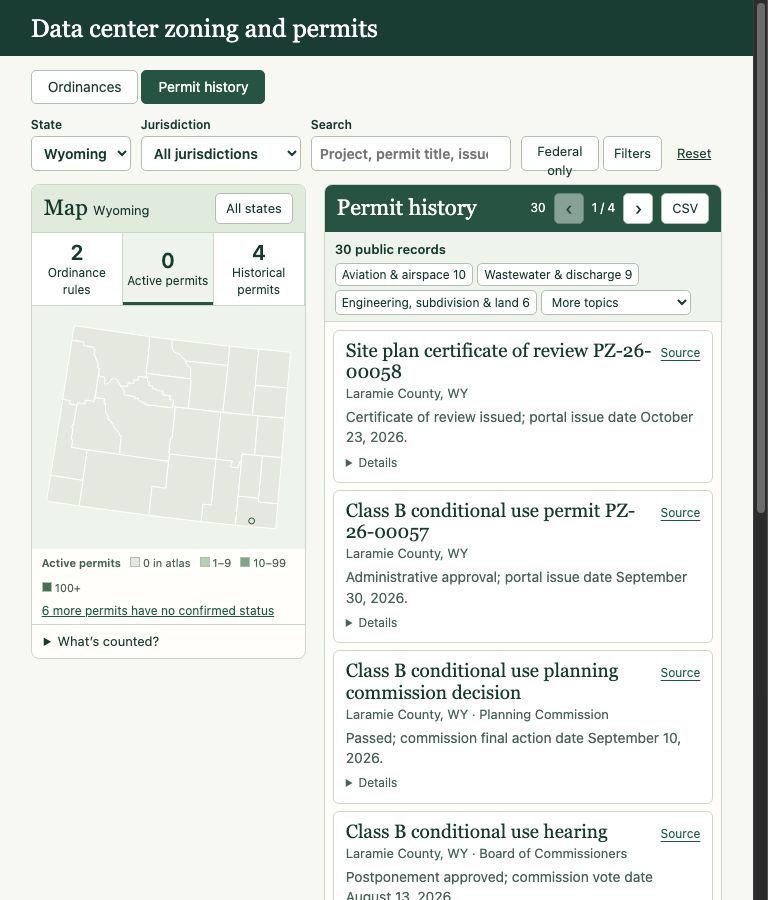 Data center zoning and permits
Ordinances
Permit history
State
Jurisdiction
Search
Wyoming
All jurisdictions
Project, permit title, issue
Federal
only
Filters
Reset
Map Wyoming
All states
2
Ordinance
rules
0
Active permits
4
Historical
permits
Active permits 0 in atlas 1–9 10–99
100+
6 more permits have no confirmed status
▶ What's counted?
Permit history
30 ‹ 1 / 4 › CSV
30 public records
Aviation & airspace 10
Wastewater & discharge 9
Engineering, subdivision & land 6
More topics
Site plan certificate of review PZ-26-
00058
Source
Laramie County, WY
Certificate of review issued; portal issue date October
23, 2026.
▶ Details
Class B conditional use permit PZ-
26-00057
Source
Laramie County, WY
Administrative approval; portal issue date September
30, 2026.
▶ Details
Class B conditional use planning
commission decision
Source
Laramie County, WY · Planning Commission
Passed; commission final action date September 10,
2026.
▶ Details
Class B conditional use hearing
Source
Laramie County, WY · Board of Commissioners
Postponement approved; commission vote date
August 13, 2026.